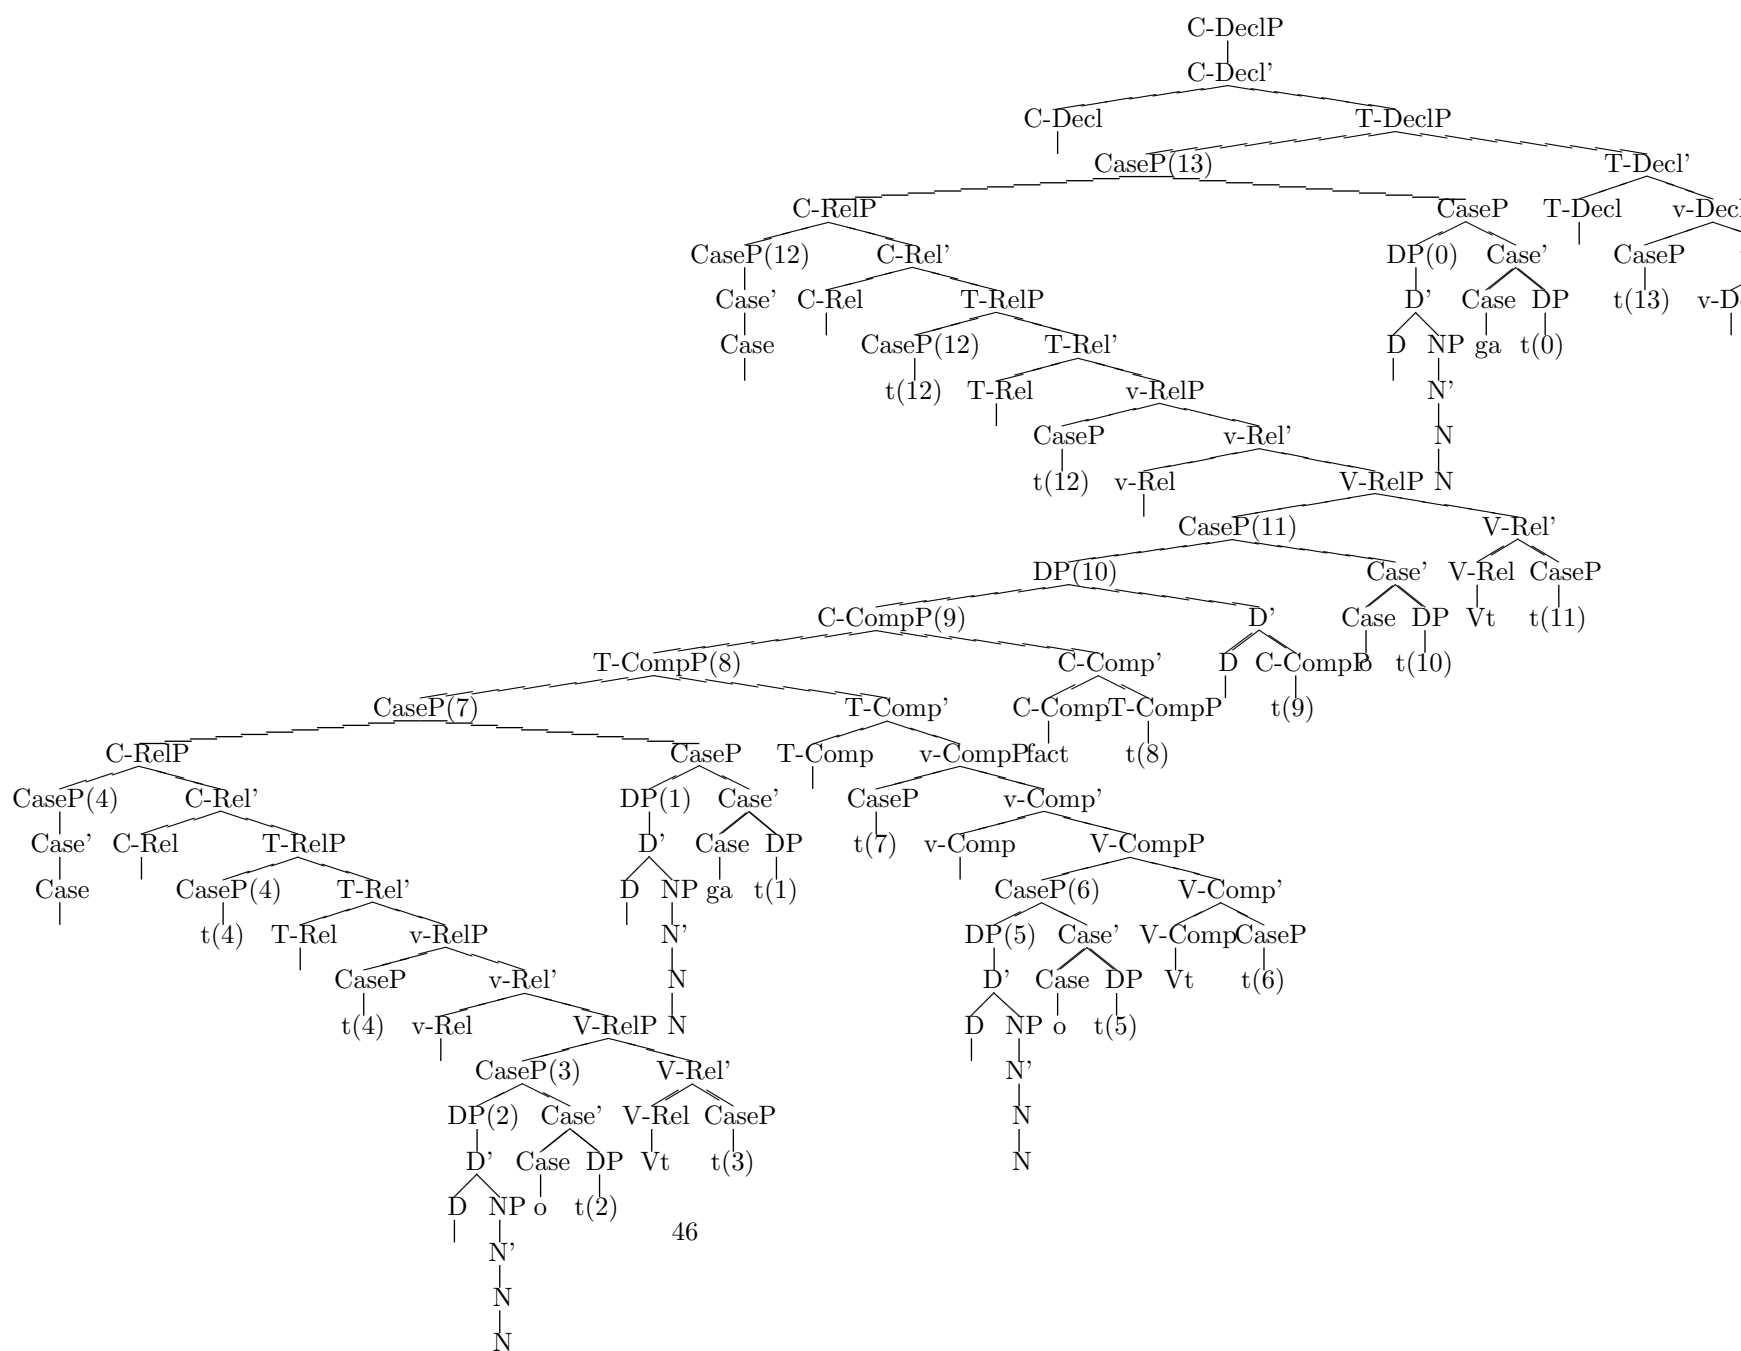 C-DeclP
C-Decl'
C-Decl T-DeclP
CaseP(13) T-Decl'
C-RelP CaseP T-Decl v-Decl
CaseP(12) C-Rel' DP(0) Case' CaseP
Case' C-Rel T-RelP D' Case DP t(13)
Case CaseP(12) T-Rel' D NP ga t(0)
t(12) T-Rel v-RelP N'
CaseP v-Rel' N
t(12) v-Rel V-RelP N
CaseP(11) V-Rel'
DP(10) Case' V-Rel CaseP
C-CompP(9) D' Case DP Vt t(11)
T-CompP(8) C-Comp' D C-CompP o t(10)
CaseP(7) T-Comp' C-Comp T-CompP t(9)
C-RelP CaseP T-Comp v-CompP fact t(8)
CaseP(4) C-Rel' DP(1) Case' CaseP v-Comp'
Case' C-Rel T-RelP D' Case DP t(7) v-Comp V-CompP
Case CaseP(4) T-Rel' D NP ga t(1) CaseP(6) V-Comp'
t(4) T-Rel v-RelP N' DP(5) Case' V-Comp CaseP
CaseP v-Rel' N D' Case DP Vt t(6)
t(4) v-Rel V-RelP N D NP o t(5)
CaseP(3) V-Rel' N'
DP(2) Case' V-Rel CaseP N
D' Case DP Vt t(3) N
D NP o t(2)
46
N'
N
N